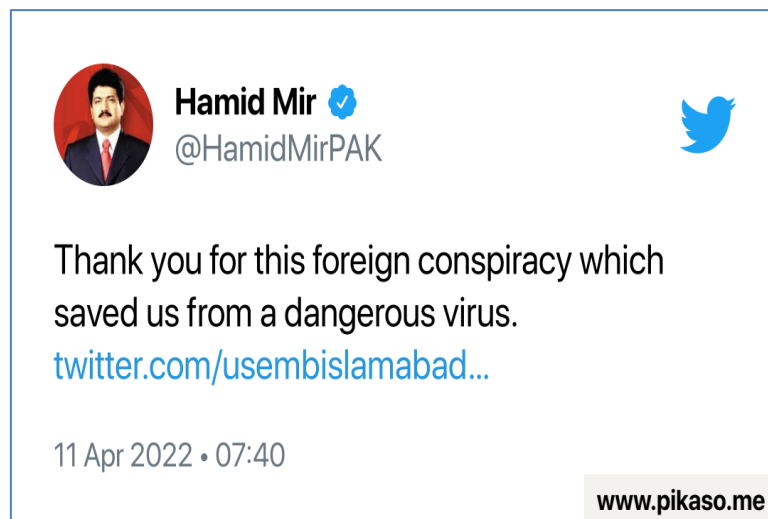 Hamid Mir
@HamidMirPAK
Thank you for this foreign conspiracy which
saved us from a dangerous virus.
twitter.com/usembislamabad...
11 Apr 2022 • 07:40
www.pikaso.me